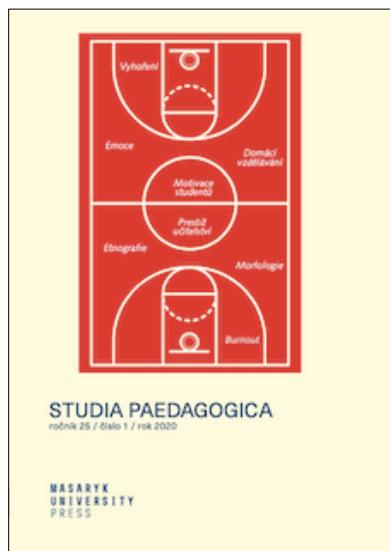 Vyhoření
Emoce
Domácí
vzdělávání
Motivace
studentů
Prestiž
učitelství
Etnografie
Morfologie
Burnout
STUDIA PAEDAGOGICA
ročník 25 / číslo 1 / rok 2020
MASARYK
UNIVERSITY
PRESS